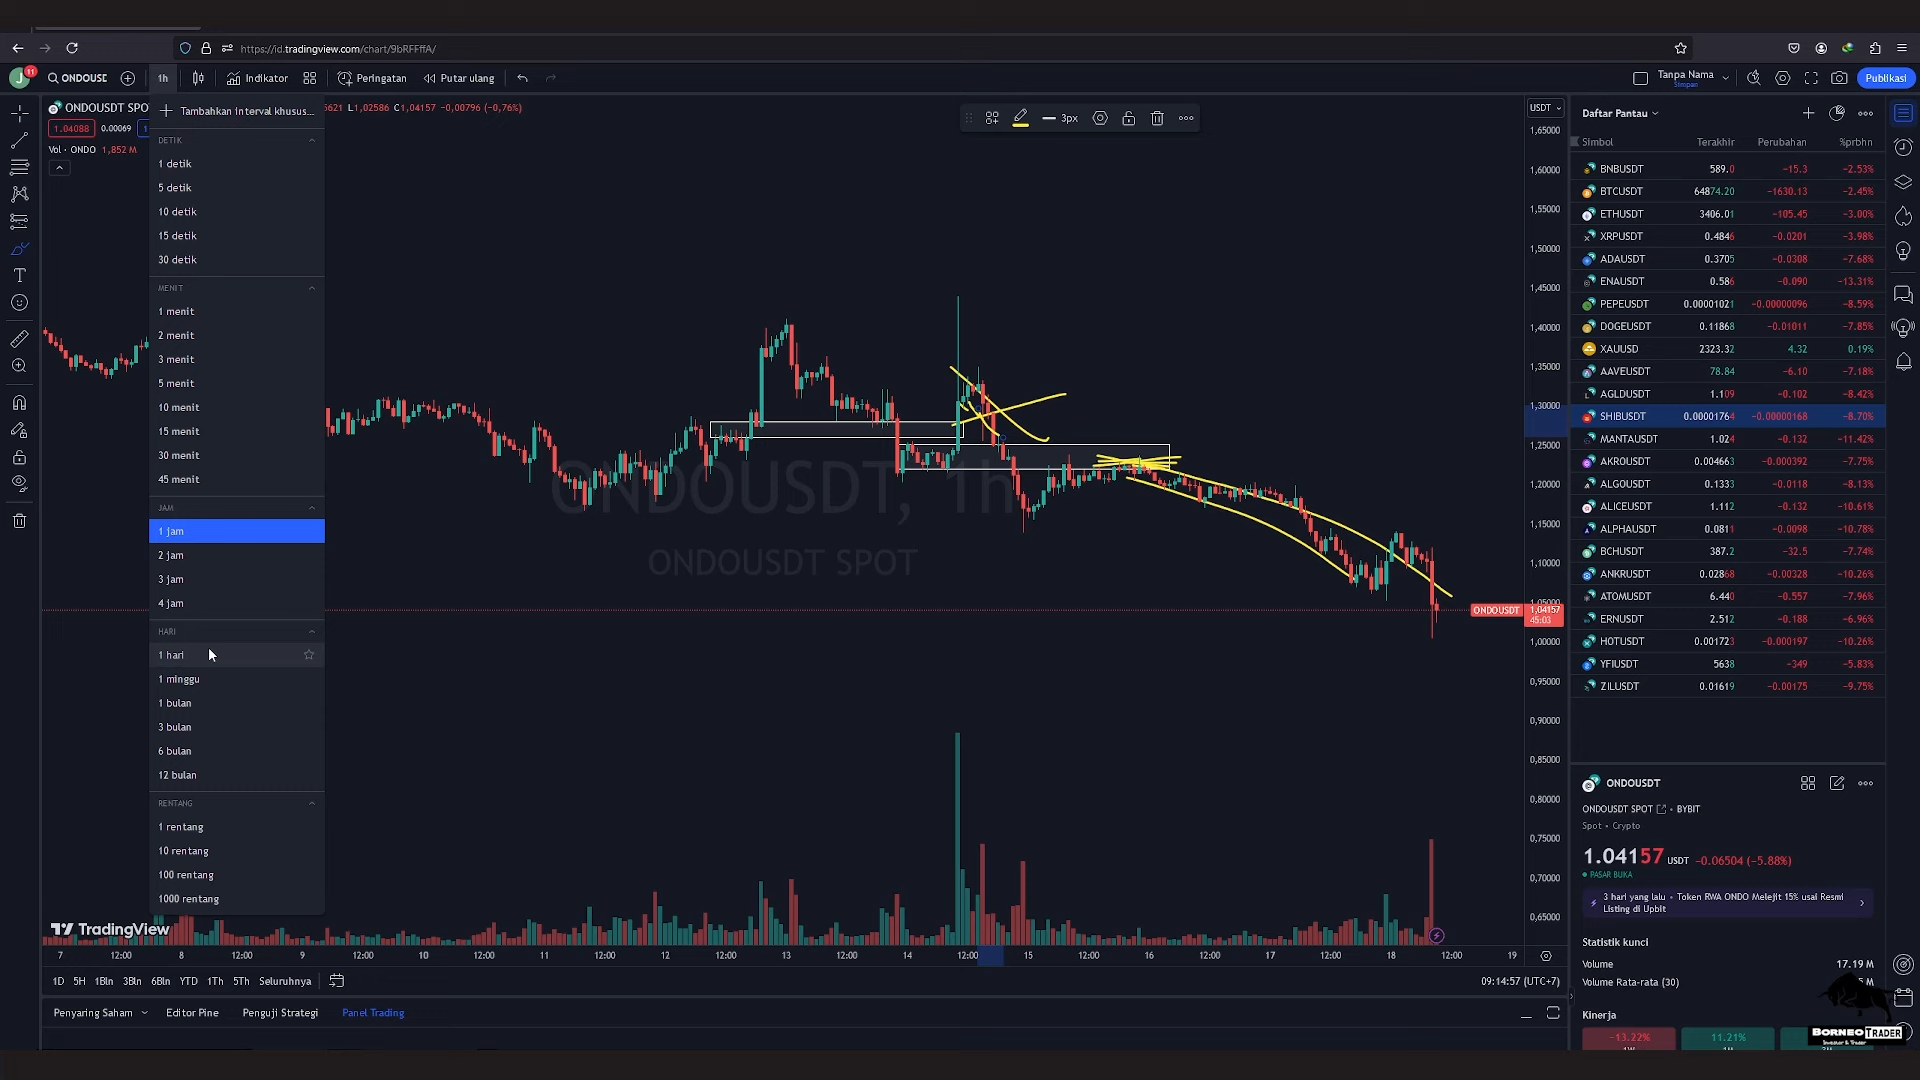 https://id.tradingview.com/chart/9bRFFffA/
J 11 ONDOUSDT 1h Indikator Peringatan Putar ulang
Tanpa Nama
Simpan
Publikasi
ONDOUSDT SPO
5621 L1,02586 C1,04157 −0,00796 (−0,76%)
1.04088 0.00069
Vol · ONDO 1,852 M
Tambahkan interval khusus...
DETIK
1 detik
5 detik
10 detik
15 detik
30 detik
MENIT
1 menit
2 menit
3 menit
5 menit
10 menit
15 menit
30 menit
45 menit
JAM
1 jam
2 jam
3 jam
4 jam
HARI
1 hari
1 minggu
1 bulan
3 bulan
6 bulan
12 bulan
RENTANG
1 rentang
10 rentang
100 rentang
1000 rentang
3px
ONDOUSDT, 1h
ONDOUSDT SPOT
TradingView
USDT
1,65000
1,60000
1,55000
1,50000
1,45000
1,40000
1,35000
1,30000
1,25000
1,20000
1,15000
1,10000
1,05000
ONDOUSDT 1,04157
45:03
1,00000
0,95000
0,90000
0,85000
0,80000
0,75000
0,70000
0,65000
7 12:00 8 12:00 9 12:00 10 12:00 11 12:00 12 12:00 13 12:00 14 12:00 15 12:00 16 12:00 17 12:00 18 12:00 19
1D 5H 1Bln 3Bln 6Bln YTD 1Th 5Th Seluruhnya
09:14:57 (UTC+7)
Penyaring Saham Editor Pine Penguji Strategi Panel Trading
Daftar Pantau
Simbol Terakhir Perubahan %prbhn
BNBUSDT 589.0 −15.3 −2.53%
BTCUSDT 64874.20 −1630.13 −2.45%
ETHUSDT 3406.01 −105.45 −3.00%
XRPUSDT 0.4846 −0.0201 −3.98%
ADAUSDT 0.3705 −0.0308 −7.68%
ENAUSDT 0.586 −0.090 −13.31%
PEPEUSDT 0.00001021 −0.00000096 −8.59%
DOGEUSDT 0.11868 −0.01011 −7.85%
XAUUSD 2323.32 4.32 0.19%
AAVEUSDT 78.84 −6.10 −7.18%
AGLDUSDT 1.109 −0.102 −8.42%
SHIBUSDT 0.00001764 −0.00000168 −8.70%
MANTAUSDT 1.024 −0.132 −11.42%
AKROUSDT 0.004663 −0.000392 −7.75%
ALGOUSDT 0.1333 −0.0118 −8.13%
ALICEUSDT 1.112 −0.132 −10.61%
ALPHAUSDT 0.0811 −0.0098 −10.78%
BCHUSDT 387.2 −32.5 −7.74%
ANKRUSDT 0.02868 −0.00328 −10.26%
ATOMUSDT 6.440 −0.557 −7.96%
ERNUSDT 2.512 −0.188 −6.96%
HOTUSDT 0.001723 −0.000197 −10.26%
YFIUSDT 5638 −349 −5.83%
ZILUSDT 0.01619 −0.00175 −9.75%
ONDOUSDT
ONDOUSDT SPOT • BYBIT
Spot • Crypto
1.04157 USDT −0.06504 (−5.88%)
PASAR BUKA
3 hari yang lalu • Token RWA ONDO Melejit 15% usai Resmi
Listing di Upbit
Statistik kunci
Volume 17.19 M
Volume Rata-rata (30) M
Kinerja
−13.22% 11.21%
BORNEO TRADER
Investor & Trader